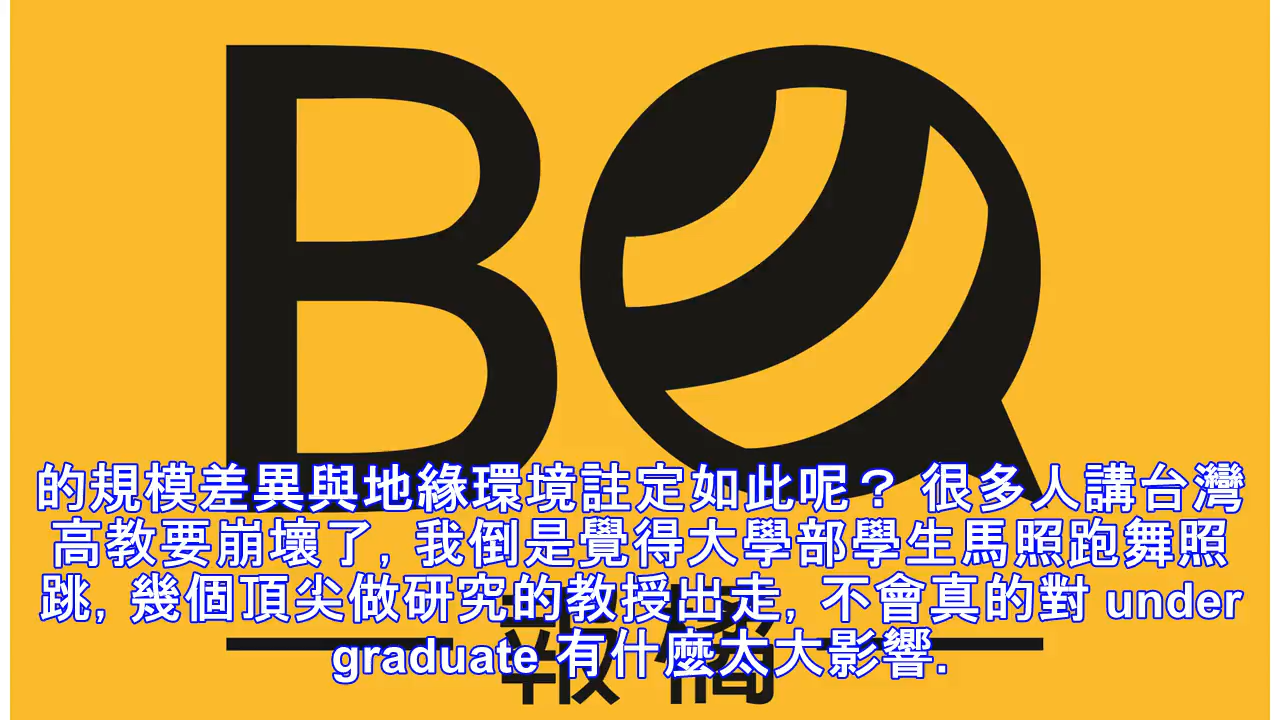 BO
的規模差異與地緣環境註定如此呢？ 很多人講台灣
高教要崩壞了, 我倒是覺得大學部學生馬照跑舞照
跳, 幾個頂尖做研究的教授出走, 不會真的對 under
graduate 有什麼太大影響.
報橘